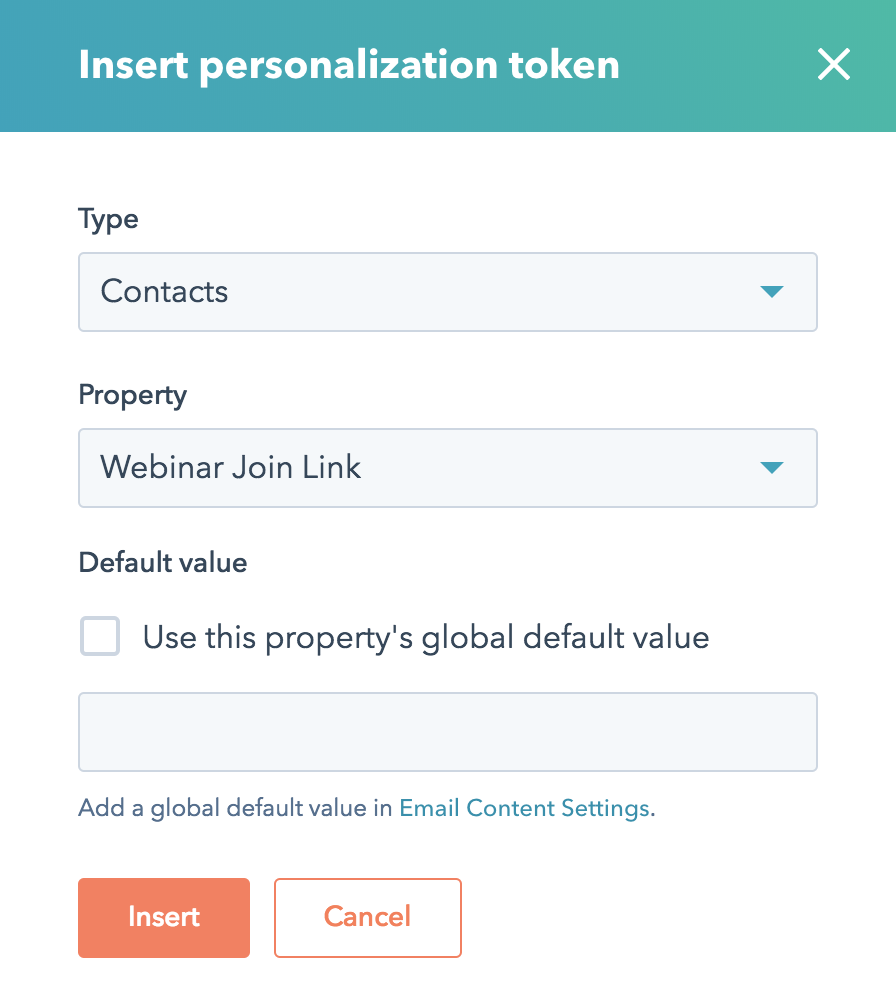 Insert personalization token
Type
Contacts
Property
Webinar Join Link
Default value
Use this property's global default value
Add a global default value in Email Content Settings.
Insert
Cancel